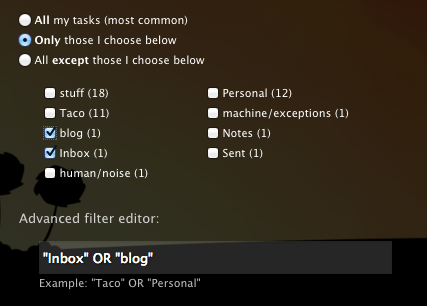 All my tasks (most common)
Only those I choose below
All except those I choose below
stuff (18) Personal (12)
Taco (11) machine/exceptions (1)
blog (1) Notes (1)
Inbox (1) Sent (1)
human/noise (1)
Advanced filter editor:
"Inbox" OR "blog"
Example: "Taco" OR "Personal"